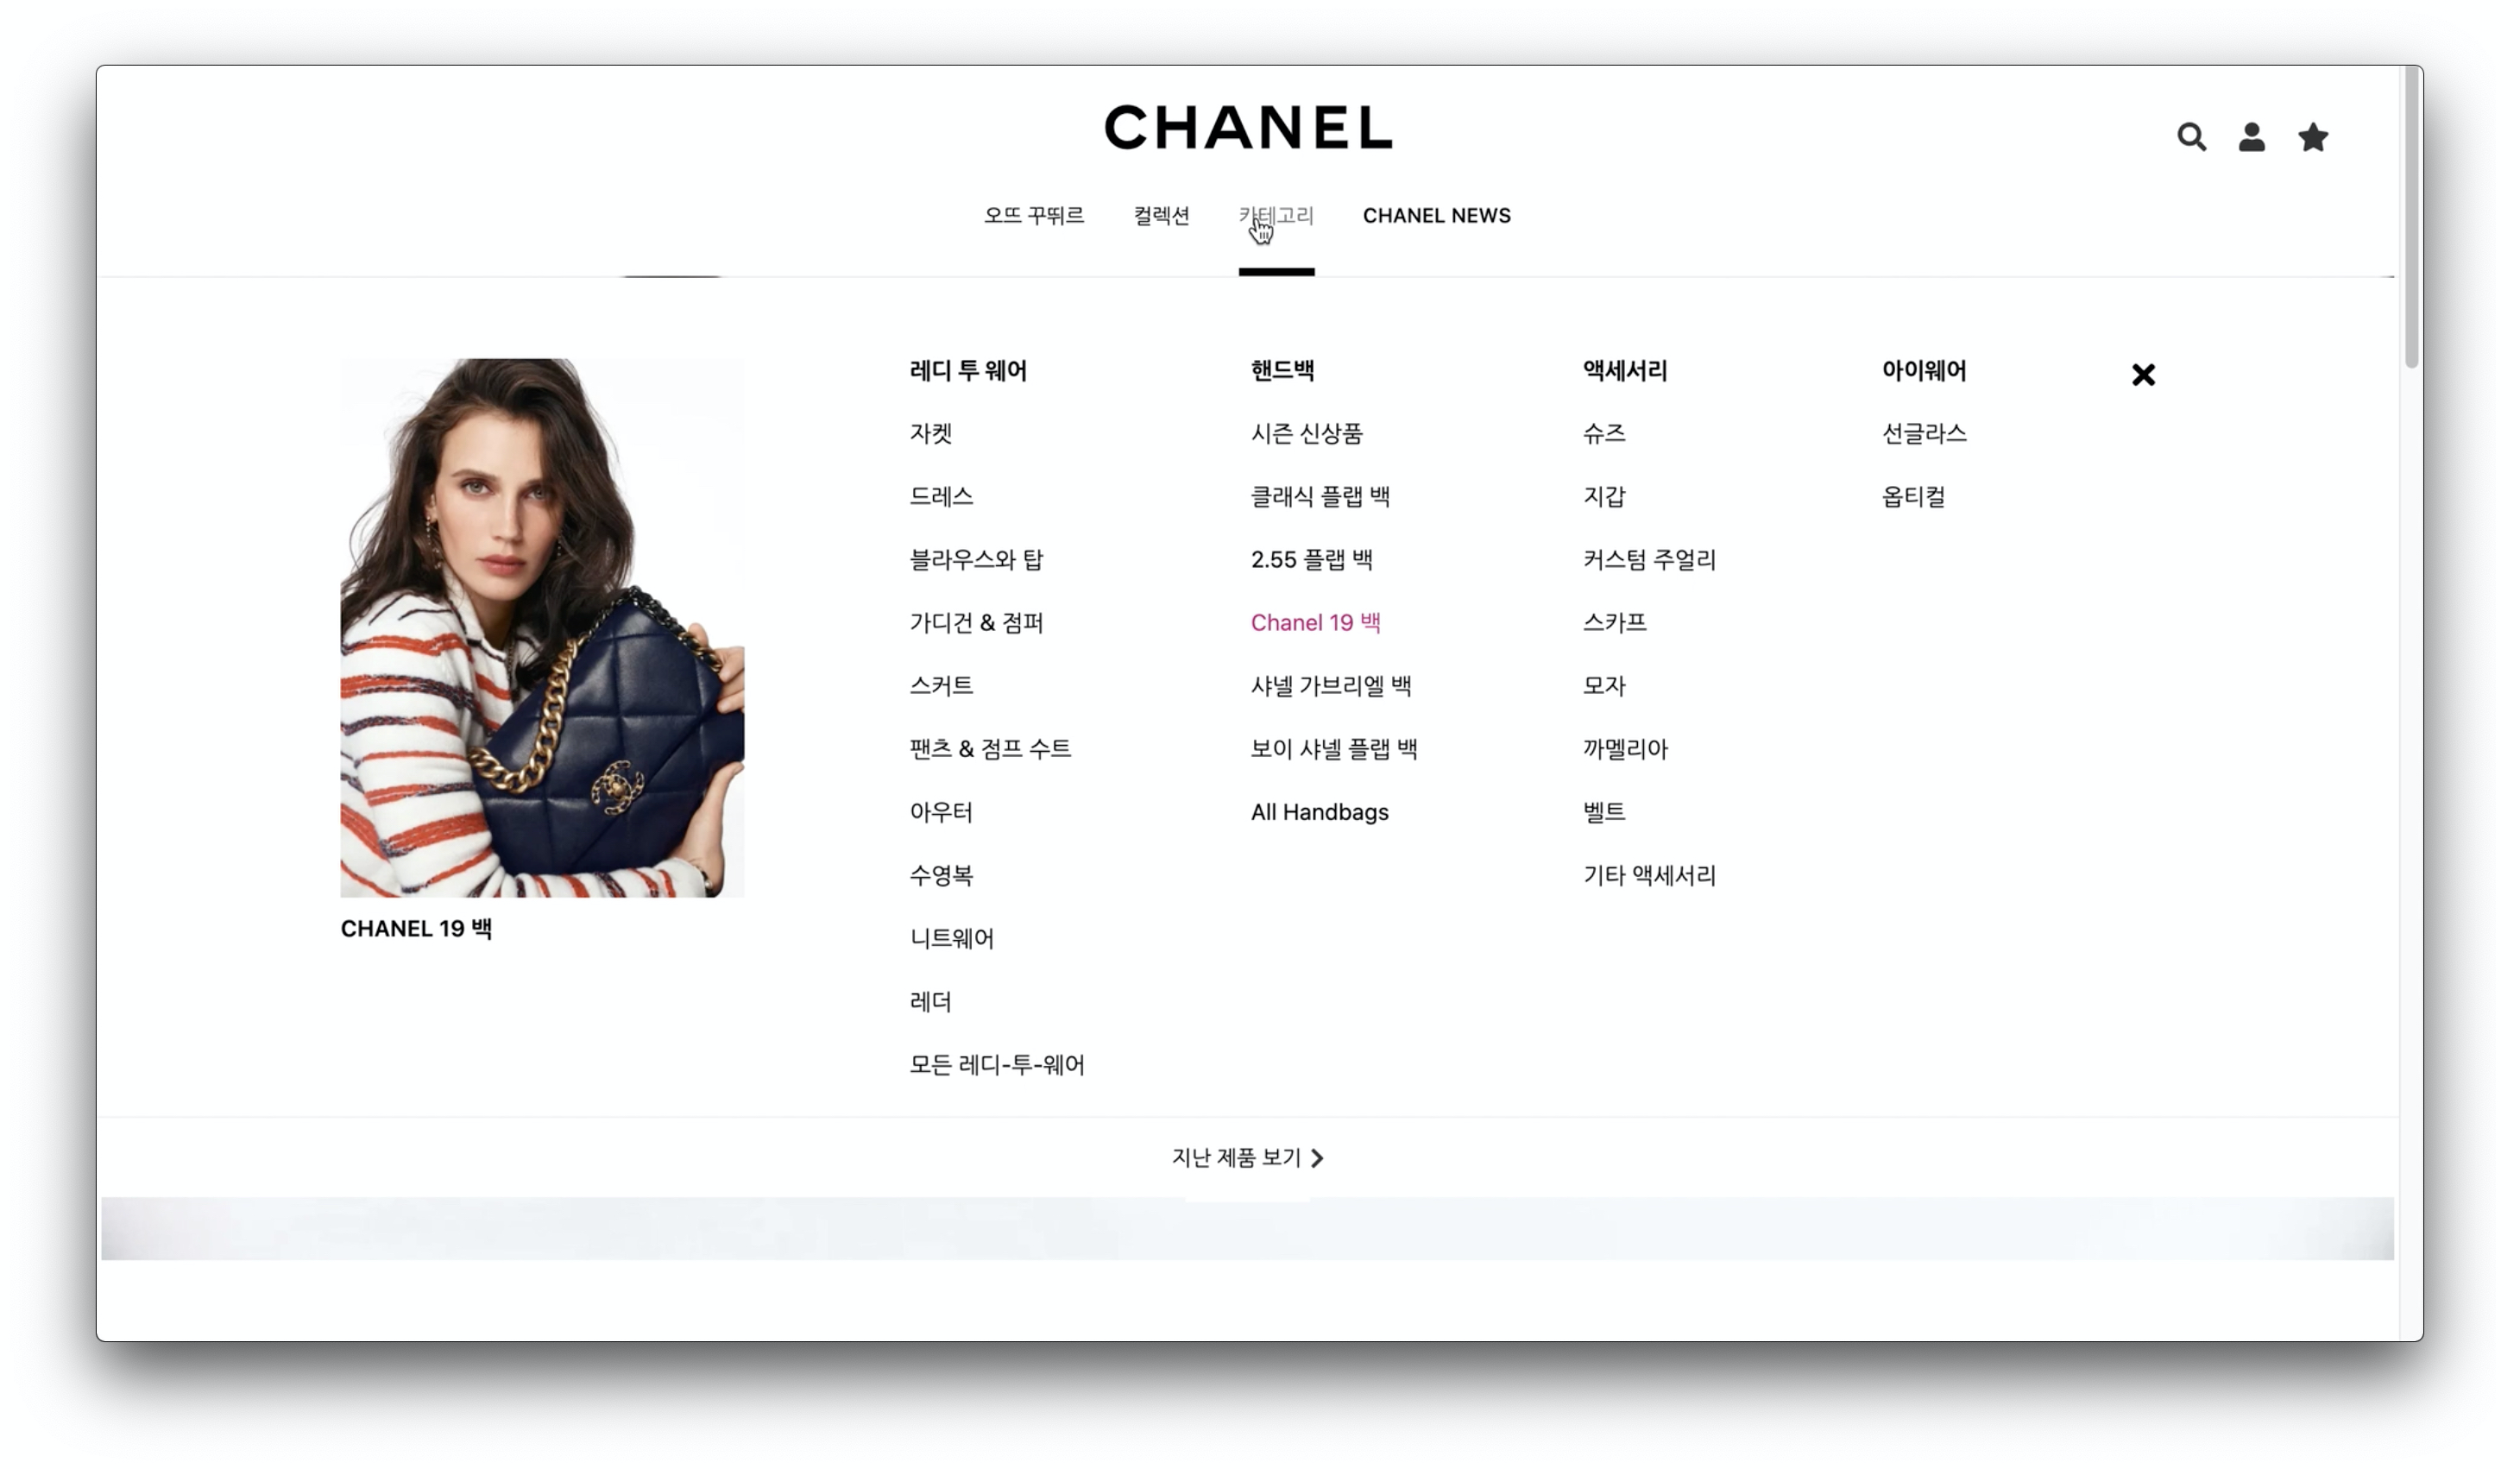 CHANEL
오뜨 꾸뛰르
컬렉션
카테고리
CHANEL NEWS
CHANEL 19 백
레디 투 웨어
자켓
드레스
블라우스와 탑
가디건 & 점퍼
스커트
팬츠 & 점프 수트
아우터
수영복
니트웨어
레더
모든 레디-투-웨어
핸드백
시즌 신상품
클래식 플랩 백
2.55 플랩 백
Chanel 19 백
샤넬 가브리엘 백
보이 샤넬 플랩 백
All Handbags
액세서리
슈즈
지갑
커스텀 주얼리
스카프
모자
까멜리아
벨트
기타 액세서리
아이웨어
선글라스
옵티컬
지난 제품 보기